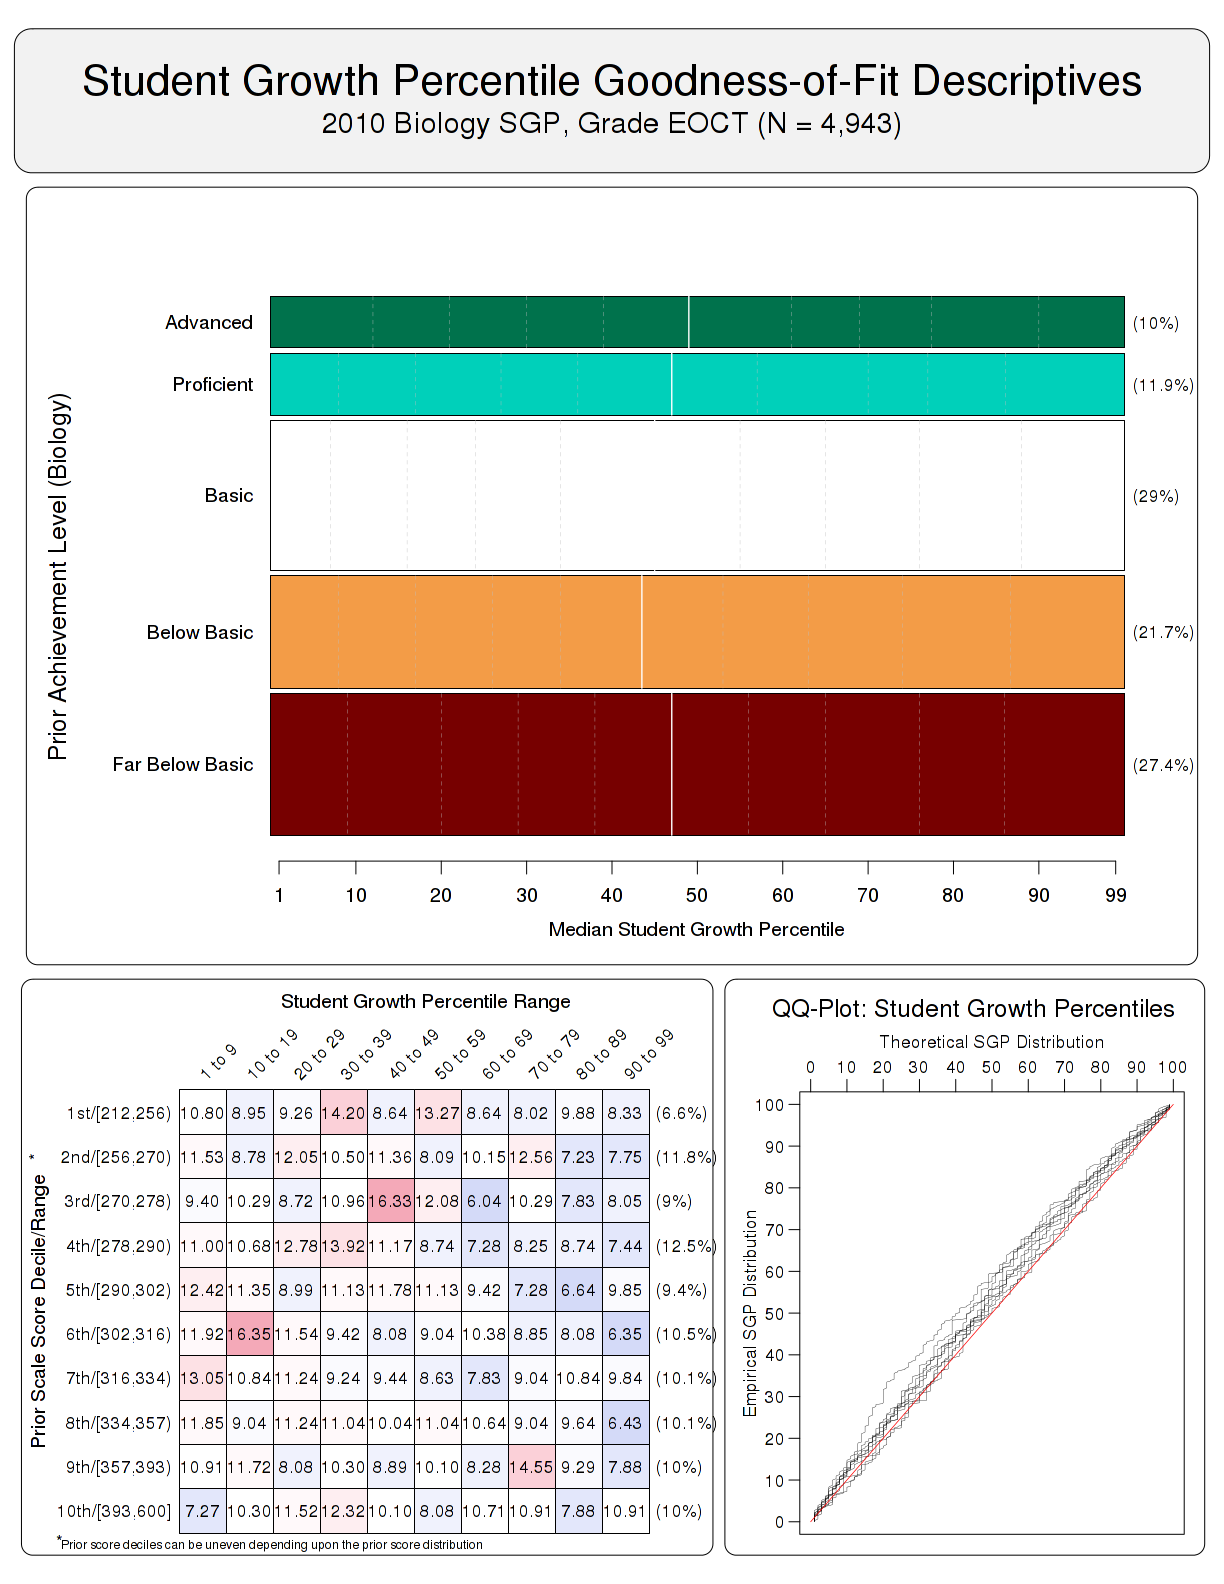 Student Growth Percentile Goodness-of-Fit Descriptives
2010 Biology SGP, Grade EOCT (N = 4,943)
Prior Achievement Level (Biology)
Advanced (10%)
Proficient (11.9%)
Basic (29%)
Below Basic (21.7%)
Far Below Basic (27.4%)
1 10 20 30 40 50 60 70 80 90 99
Median Student Growth Percentile
Student Growth Percentile Range
1 to 9 10 to 19 20 to 29 30 to 39 40 to 49 50 to 59 60 to 69 70 to 79 80 to 89 90 to 99
Prior Scale Score Decile/Range *
1st/[212,256) 10.80 8.95 9.26 14.20 8.64 13.27 8.64 8.02 9.88 8.33 (6.6%)
2nd/[256,270) 11.53 8.78 12.05 10.50 11.36 8.09 10.15 12.56 7.23 7.75 (11.8%)
3rd/[270,278) 9.40 10.29 8.72 10.96 16.33 12.08 6.04 10.29 7.83 8.05 (9%)
4th/[278,290) 11.00 10.68 12.78 13.92 11.17 8.74 7.28 8.25 8.74 7.44 (12.5%)
5th/[290,302) 12.42 11.35 8.99 11.13 11.78 11.13 9.42 7.28 6.64 9.85 (9.4%)
6th/[302,316) 11.92 16.35 11.54 9.42 8.08 9.04 10.38 8.85 8.08 6.35 (10.5%)
7th/[316,334) 13.05 10.84 11.24 9.24 9.44 8.63 7.83 9.04 10.84 9.84 (10.1%)
8th/[334,357) 11.85 9.04 11.24 11.04 10.04 11.04 10.64 9.04 9.64 6.43 (10.1%)
9th/[357,393) 10.91 11.72 8.08 10.30 8.89 10.10 8.28 14.55 9.29 7.88 (10%)
10th/[393,600] 7.27 10.30 11.52 12.32 10.10 8.08 10.71 10.91 7.88 10.91 (10%)
*Prior score deciles can be uneven depending upon the prior score distribution
QQ-Plot: Student Growth Percentiles
Theoretical SGP Distribution
0 10 20 30 40 50 60 70 80 90 100
Empirical SGP Distribution
100
90
80
70
60
50
40
30
20
10
0